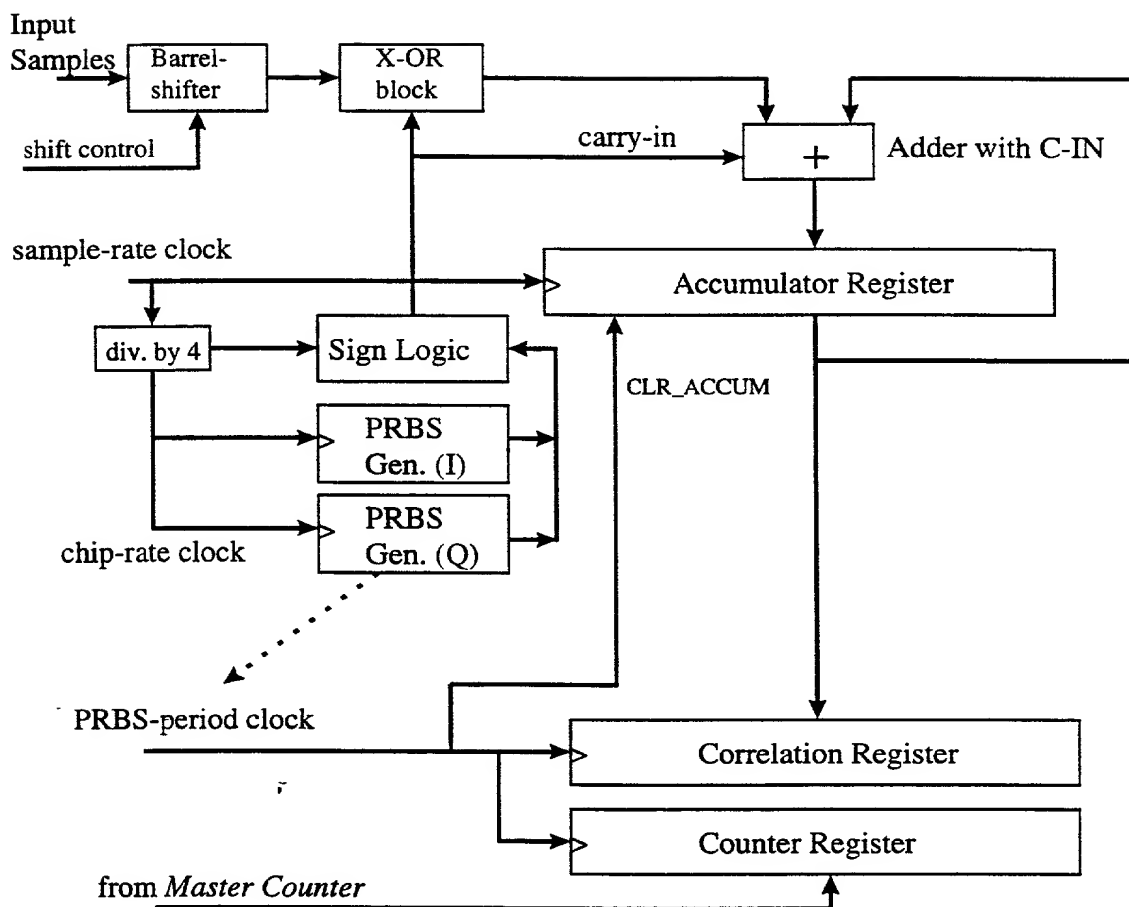 Input
Samples
Barrel-
shifter
X-OR
block
shift control
carry-in
+
Adder with C-IN
sample-rate clock
Accumulator Register
div. by 4
Sign Logic
CLR_ACCUM
PRBS
Gen. (I)
PRBS
Gen. (Q)
chip-rate clock
PRBS-period clock
Correlation Register
Counter Register
from Master Counter